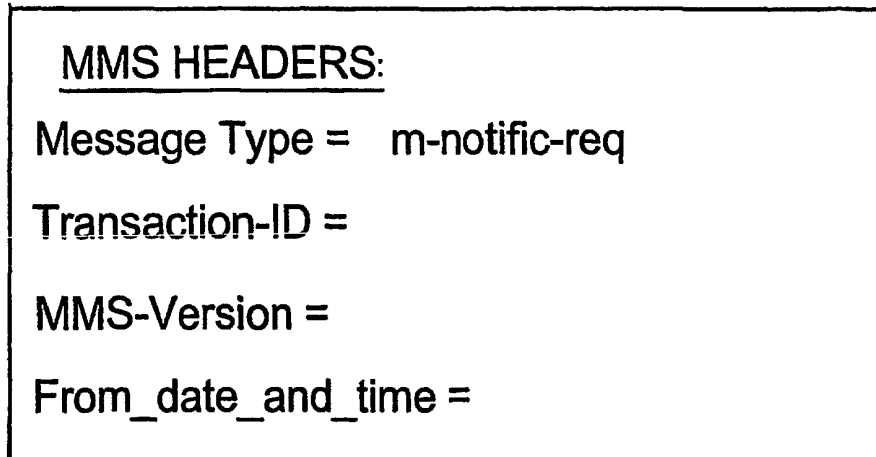 MMS HEADERS:
Message Type = m-notific-req
Transaction-ID =
MMS-Version =
From_date_and_time =